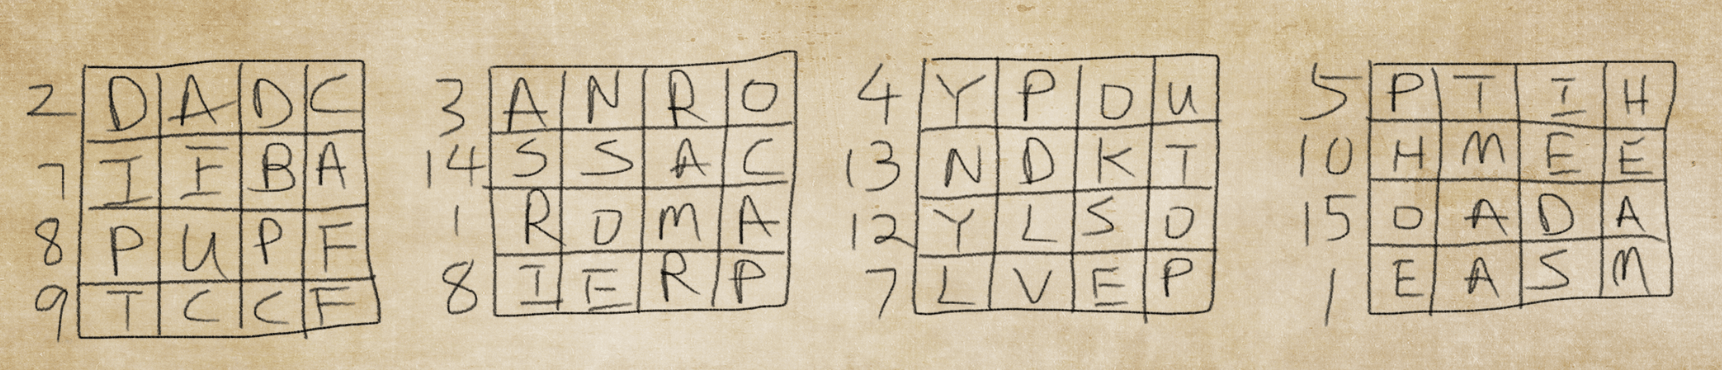 2 D A D C 3 A N R O 4 Y P O U 5 P T I H
7 I I B A 14 S S A C 13 N D K T 10 H M E E
8 P U P F 1 R O M A 12 Y L S O 15 O A D A
9 T C C F 8 I E R P 7 L V E P 1 E A S M